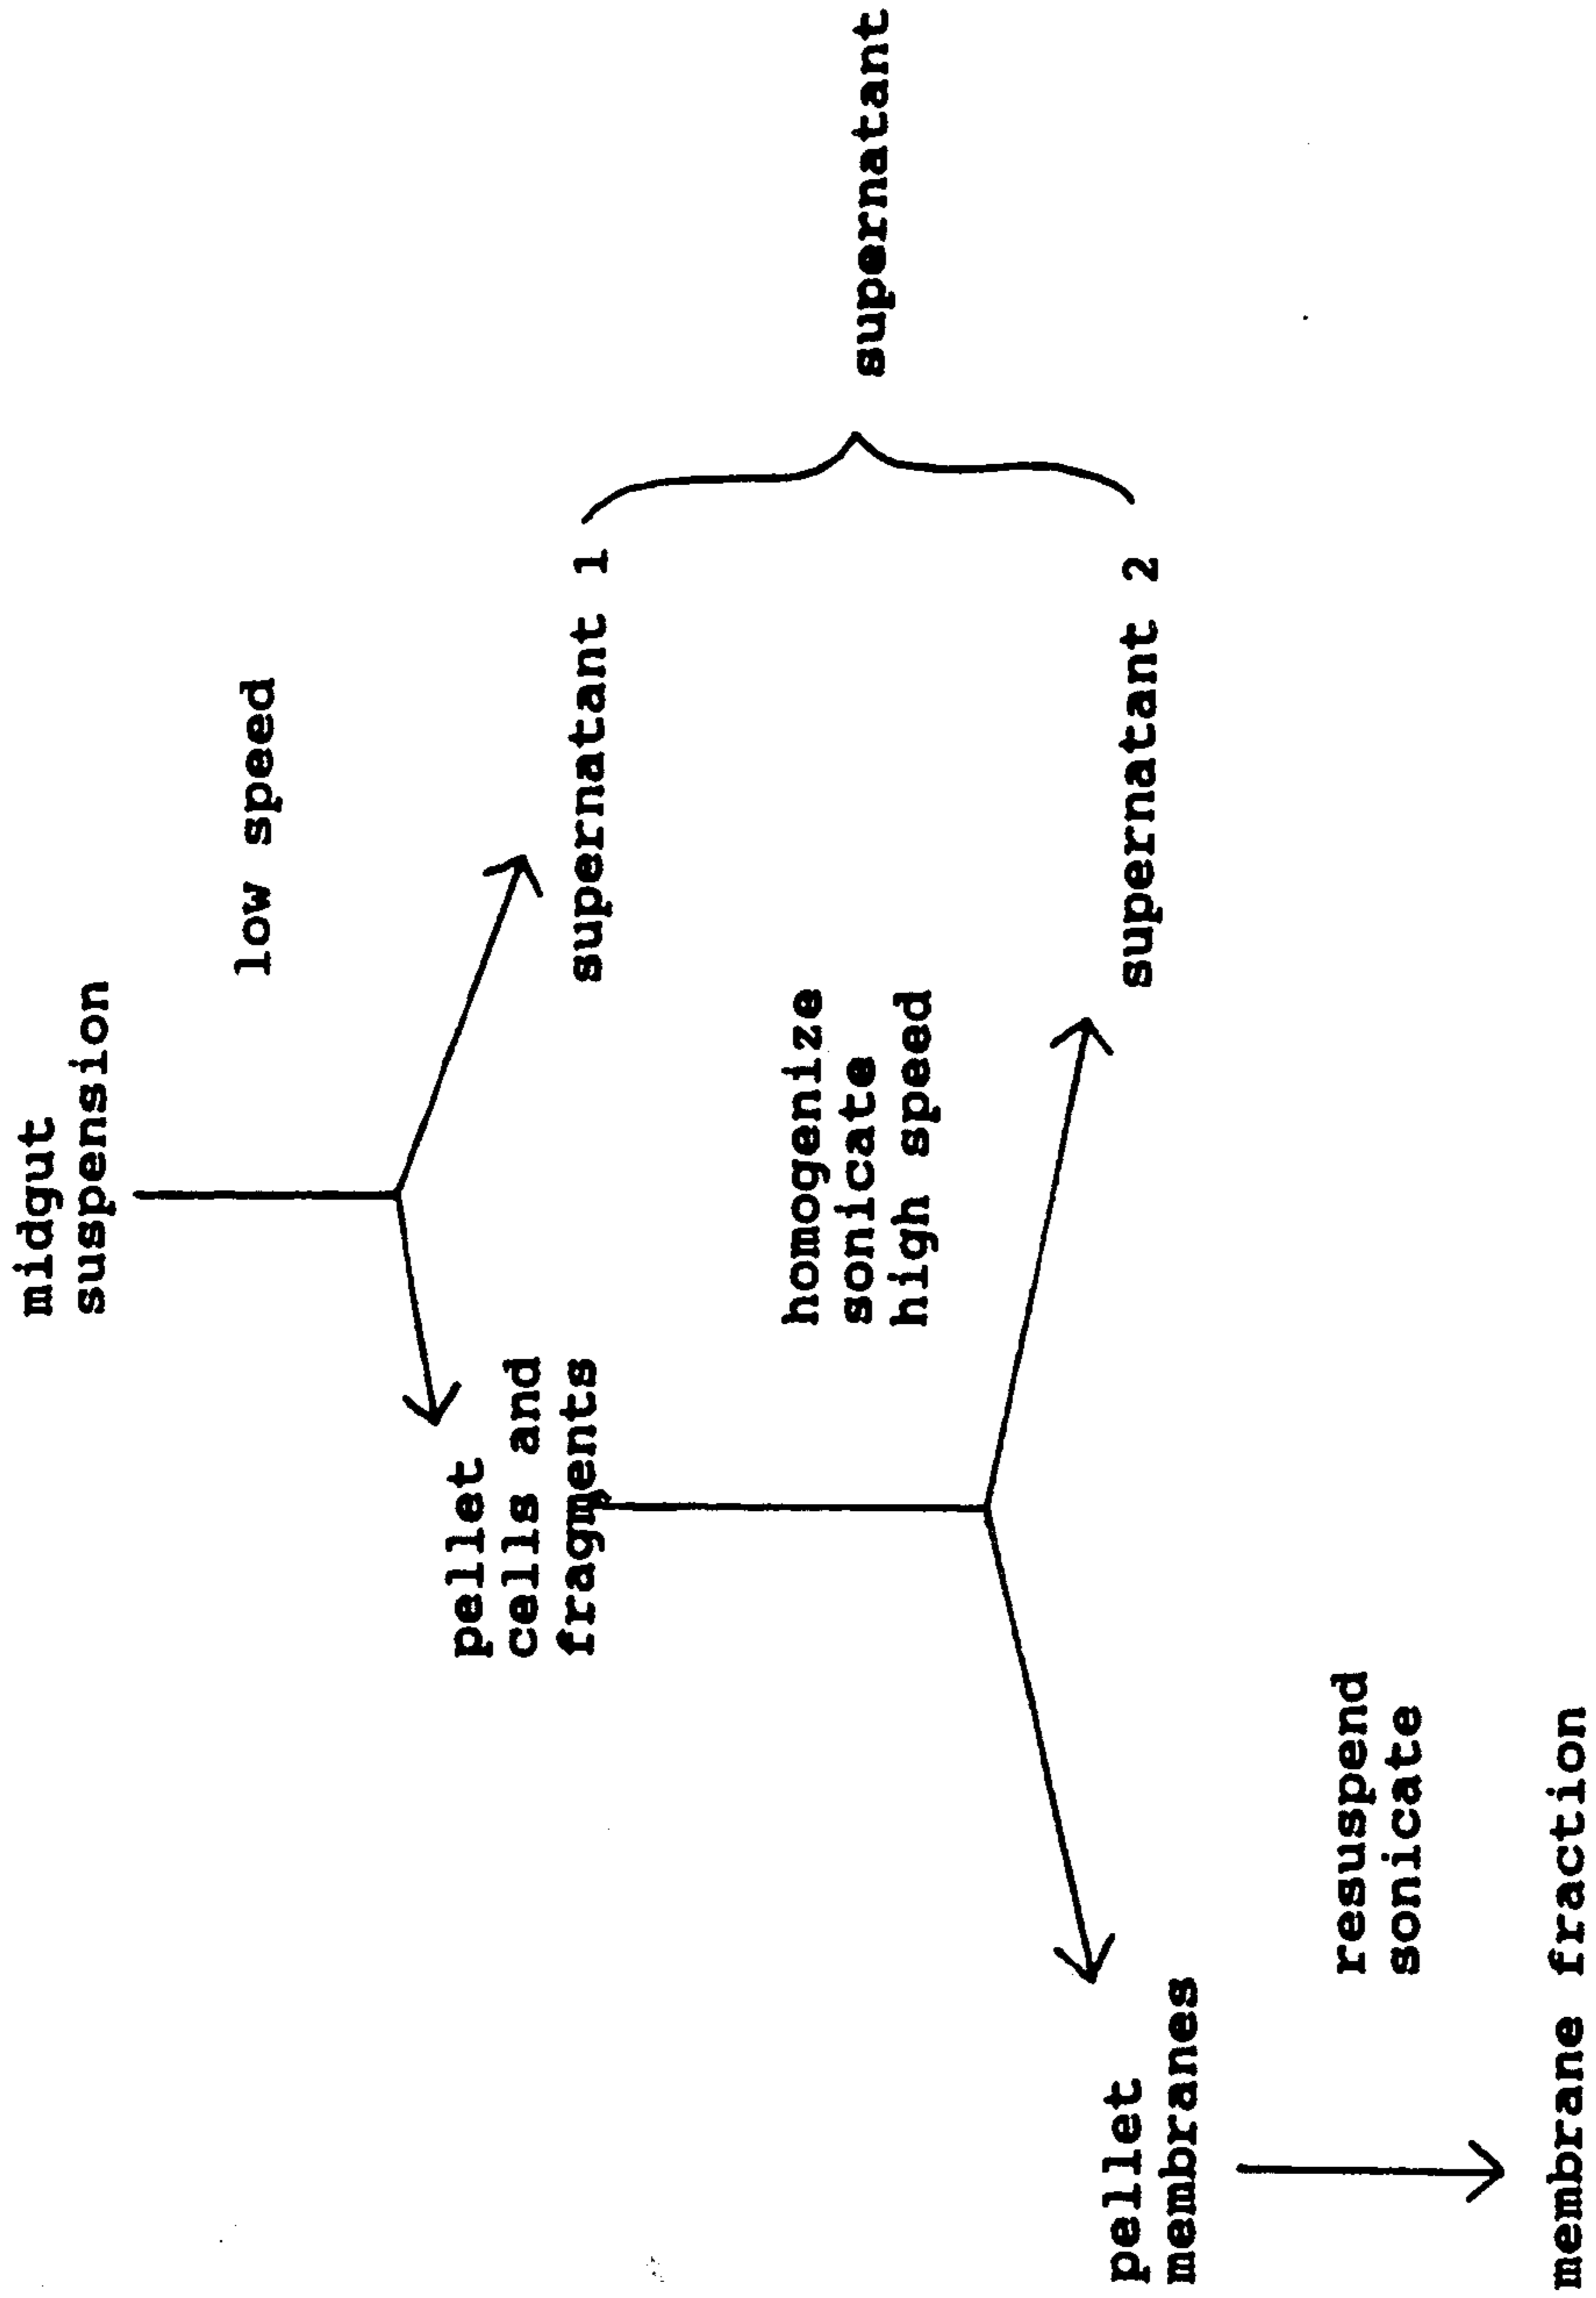 midgut
suspension
low speed
pellet
cells and
fragments
supernatant 1
homogenize
sonicate
high speed
supernatant
pellet
membranes
supernatant 2
resuspend
sonicate
membrane fraction